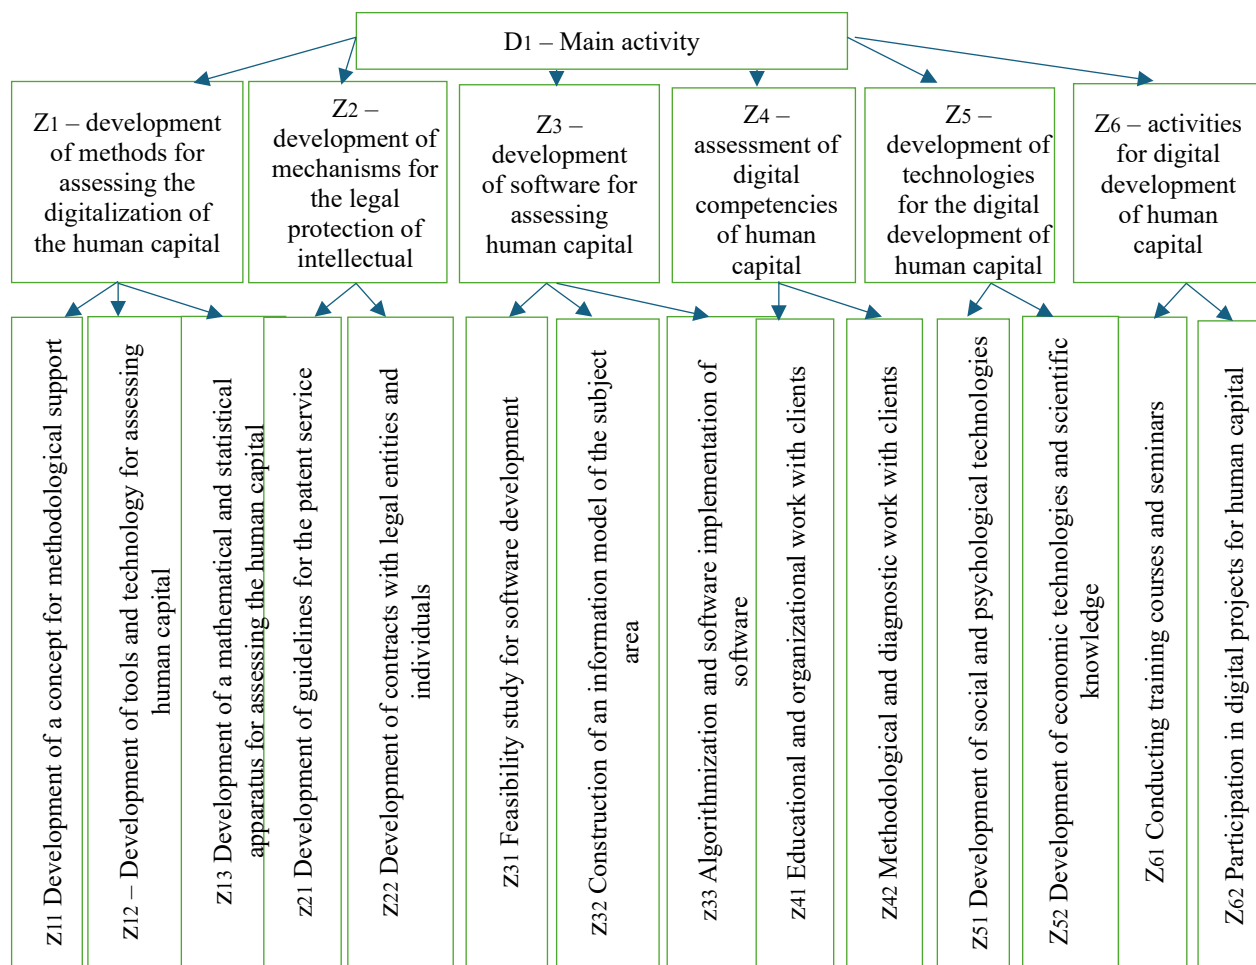 D1 – Main activity
Z1 – development
of methods for
assessing the
digitalization of
the human capital
Z2 –
development of
mechanisms for
the legal
protection of
intellectual
Z3 –
development
of software for
assessing
human capital
Z4 –
assessment of
digital
competencies
of human
capital
Z5 –
development of
technologies
for the digital
development of
human capital
Z6 – activities
for digital
development
of human
capital
z11 Development of a concept for methodological support
z12 – Development of tools and technology for assessing
human capital
z13 Development of a mathematical and statistical
apparatus for assessing the human capital
z21 Development of guidelines for the patent service
z22 Development of contracts with legal entities and
individuals
z31 Feasibility study for software development
z32 Construction of an information model of the subject
area
z33 Algorithmization and software implementation of
software
z41 Educational and organizational work with clients
z42 Methodological and diagnostic work with clients
z51 Development of social and psychological technologies
Z52 Development of economic technologies and scientific
knowledge
Z61 Conducting training courses and seminars
Z62 Participation in digital projects for human capital